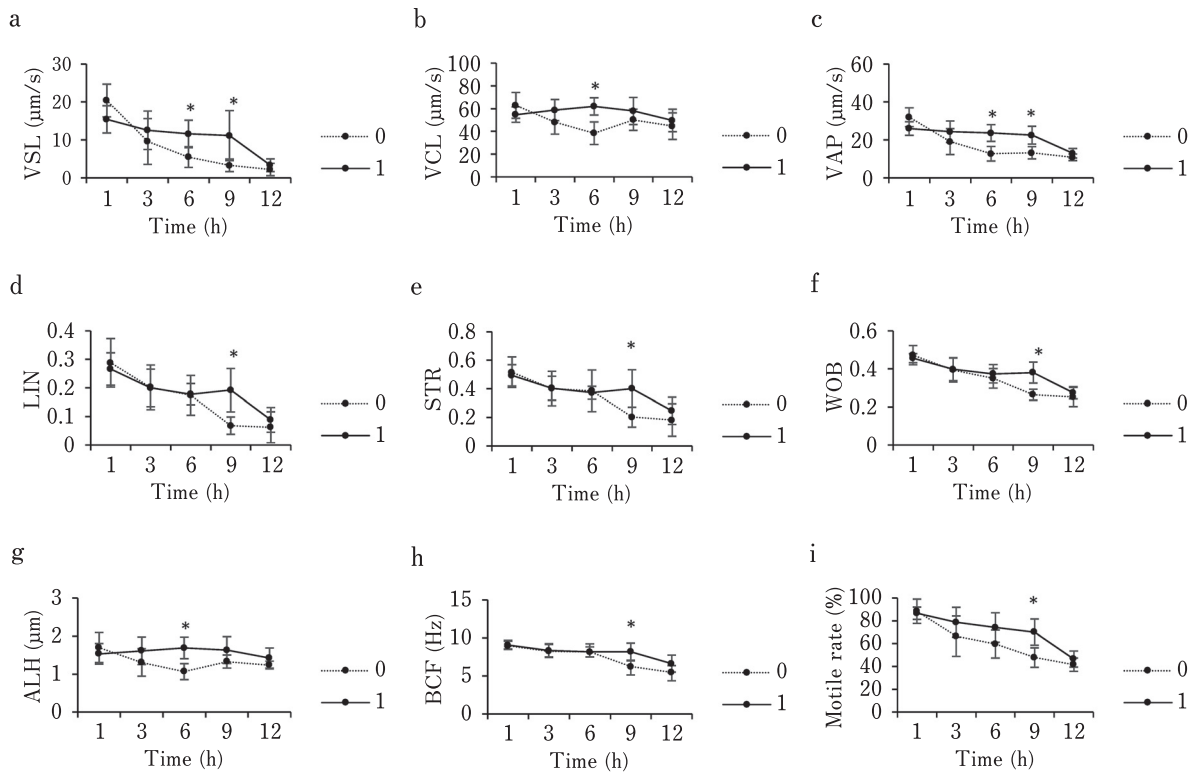 a
VSL (µm/s)
30
20
10
0
* *
1 3 6 9 12
Time (h)
0
1
b
VCL (µm/s)
100
80
60
40
20
0
*
1 3 6 9 12
Time (h)
0
1
c
VAP (µm/s)
60
40
20
0
* *
1 3 6 9 12
Time (h)
0
1
d
LIN
0.4
0.3
0.2
0.1
0
*
1 3 6 9 12
Time (h)
0
1
e
STR
0.8
0.6
0.4
0.2
0
*
1 3 6 9 12
Time (h)
0
1
f
WOB
0.6
0.4
0.2
0
*
1 3 6 9 12
Time (h)
0
1
g
ALH (µm)
3
2
1
0
*
1 3 6 9 12
Time (h)
0
1
h
BCF (Hz)
15
10
5
0
*
1 3 6 9 12
Time (h)
0
1
i
Motile rate (%)
100
80
60
40
20
0
*
1 3 6 9 12
Time (h)
0
1